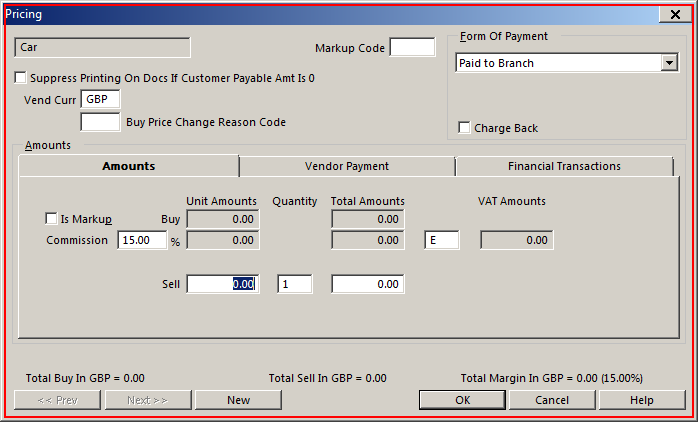 Pricing
Car
Markup Code
Form Of Payment
Paid to Branch
Suppress Printing On Docs If Customer Payable Amt Is 0
Vend Curr GBP
Buy Price Change Reason Code
Charge Back
Amounts
Amounts Vendor Payment Financial Transactions
Unit Amounts Quantity Total Amounts VAT Amounts
Is Markup Buy 0.00 0.00
Commission 15.00 % 0.00 0.00 E 0.00
Sell 0.00 1 0.00
Total Buy In GBP = 0.00 Total Sell In GBP = 0.00 Total Margin In GBP = 0.00 (15.00%)
<< Prev Next >> New OK Cancel Help